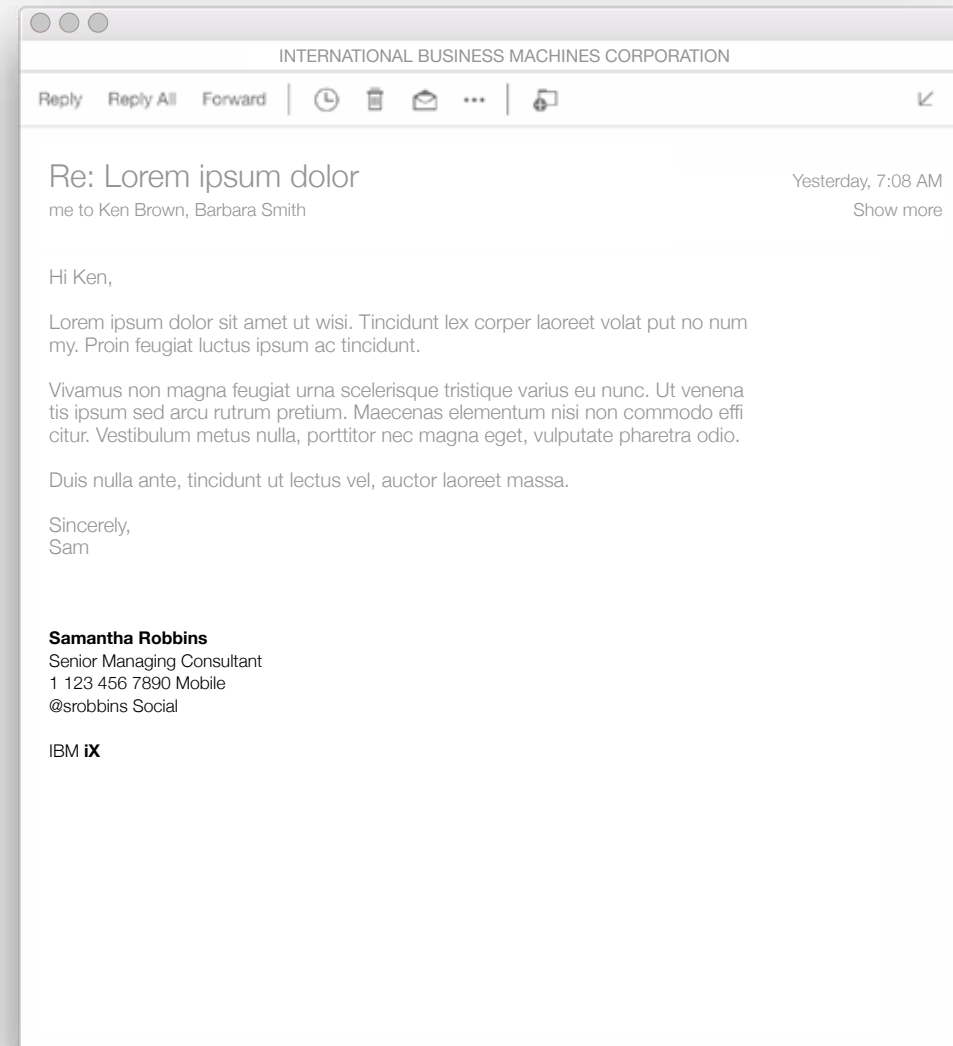 INTERNATIONAL BUSINESS MACHINES CORPORATION
Reply Reply All Forward
Re: Lorem ipsum dolor
Yesterday, 7:08 AM
me to Ken Brown, Barbara Smith
Show more
Hi Ken,
Lorem ipsum dolor sit amet ut wisi. Tincidunt lex corper laoreet volat put no num
my. Proin feugiat luctus ipsum ac tincidunt.
Vivamus non magna feugiat urna scelerisque tristique varius eu nunc. Ut venena
tis ipsum sed arcu rutrum pretium. Maecenas elementum nisi non commodo effi
citur. Vestibulum metus nulla, porttitor nec magna eget, vulputate pharetra odio.
Duis nulla ante, tincidunt ut lectus vel, auctor laoreet massa.
Sincerely,
Sam
Samantha Robbins
Senior Managing Consultant
1 123 456 7890 Mobile
@srobbins Social
IBM iX